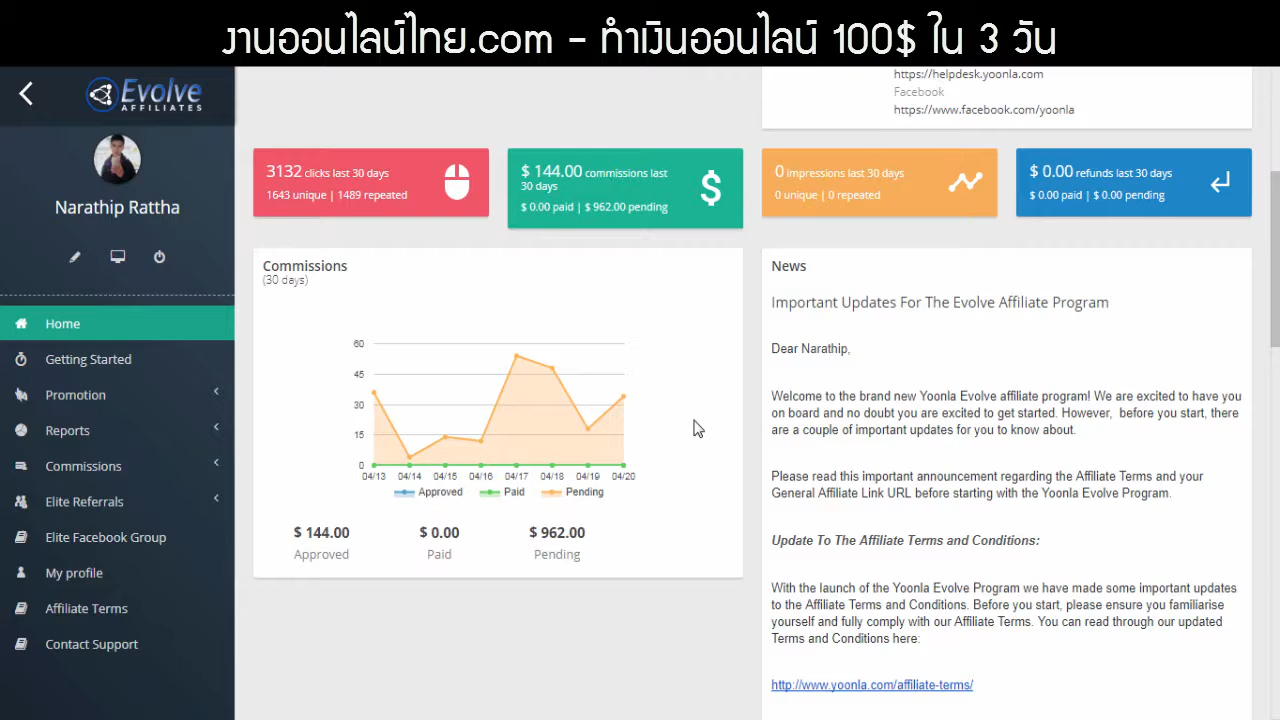 งานออนไลน์ไทย.com - ทำเงินออนไลน์ 100$ ใน 3 วัน
Evolve
AFFILIATES
Narathip Rattha
Home
Getting Started
Promotion
Reports
Commissions
Elite Referrals
Elite Facebook Group
My profile
Affiliate Terms
Contact Support
https://helpdesk.yoonla.com
Facebook
https://www.facebook.com/yoonla
3132 clicks last 30 days
1643 unique | 1489 repeated
$ 144.00 commissions last
30 days
$ 0.00 paid | $ 962.00 pending
0 impressions last 30 days
0 unique | 0 repeated
$ 0.00 refunds last 30 days
$ 0.00 paid | $ 0.00 pending
Commissions
(30 days)
60
45
30
15
0
04/13 04/14 04/15 04/16 04/17 04/18 04/19 04/20
Approved Paid Pending
$ 144.00 $ 0.00 $ 962.00
Approved Paid Pending
News
Important Updates For The Evolve Affiliate Program
Dear Narathip,
Welcome to the brand new Yoonla Evolve affiliate program! We are excited to have you
on board and no doubt you are excited to get started. However, before you start, there
are a couple of important updates for you to know about.
Please read this important announcement regarding the Affiliate Terms and your
General Affiliate Link URL before starting with the Yoonla Evolve Program.
Update To The Affiliate Terms and Conditions:
With the launch of the Yoonla Evolve Program we have made some important updates
to the Affiliate Terms and Conditions. Before you start, please ensure you familiarise
yourself and fully comply with our Affiliate Terms. You can read through our updated
Terms and Conditions here:
http://www.yoonla.com/affiliate-terms/